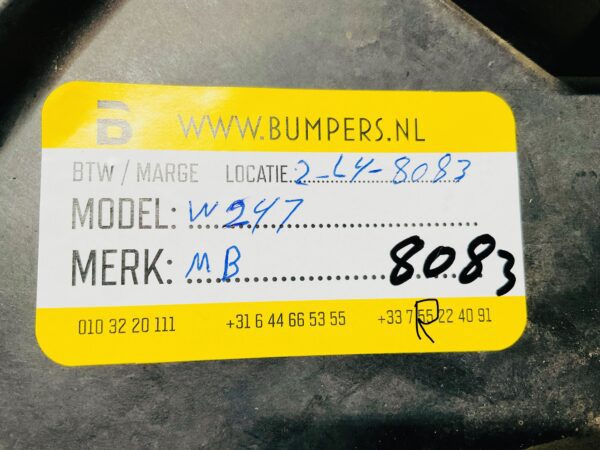 B WWW.BUMPERS.NL
BTW / MARGE LOCATIE: 2-L4-8083
MODEL: W247
MERK: MB 8083
010 32 20 111 +31 6 44 66 53 55 +33 7 55 22 40 91
R